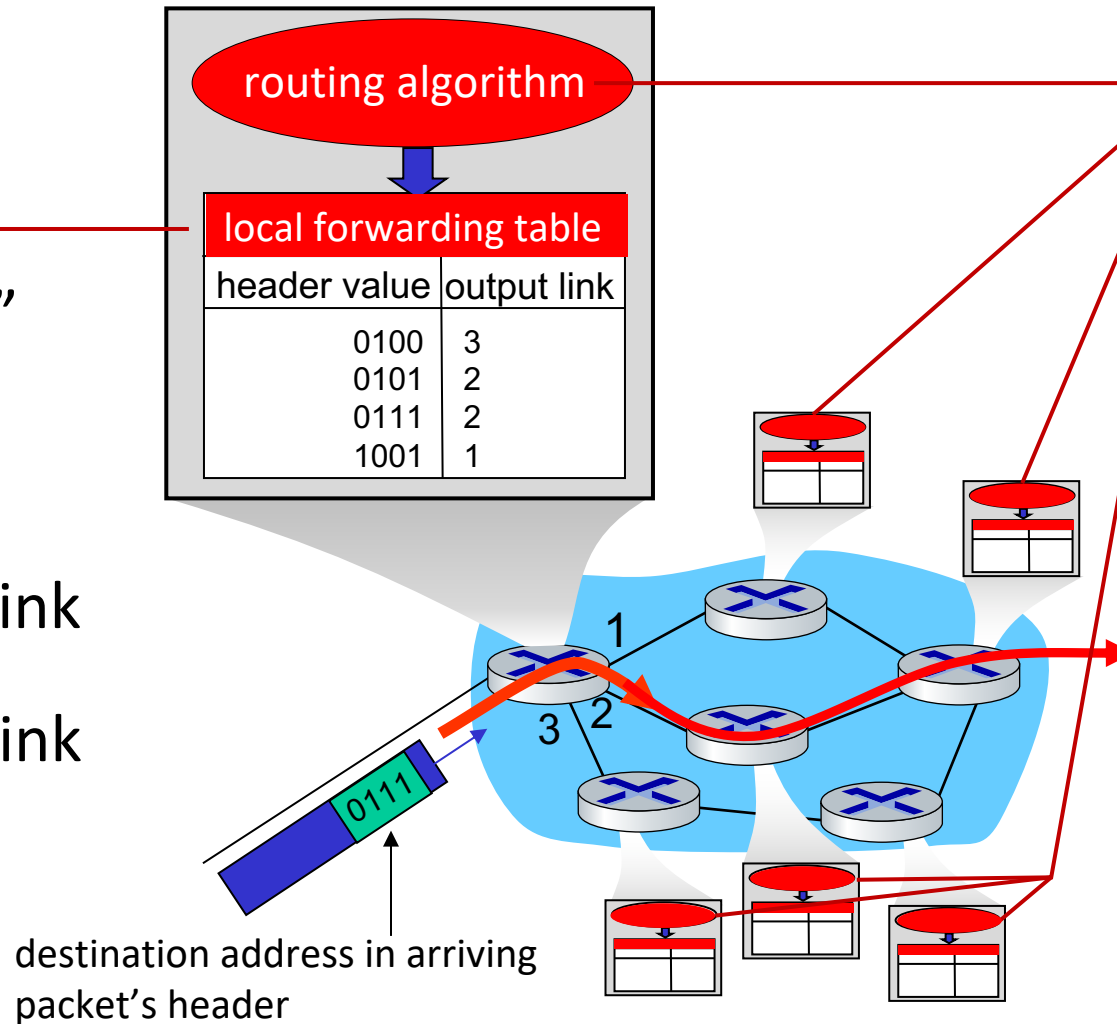 routing algorithm
local forwarding table
header value output link
0100 3
0101 2
0111 2
1001 1
”
ink
ink
1
2
3
0111
destination address in arriving
packet’s header